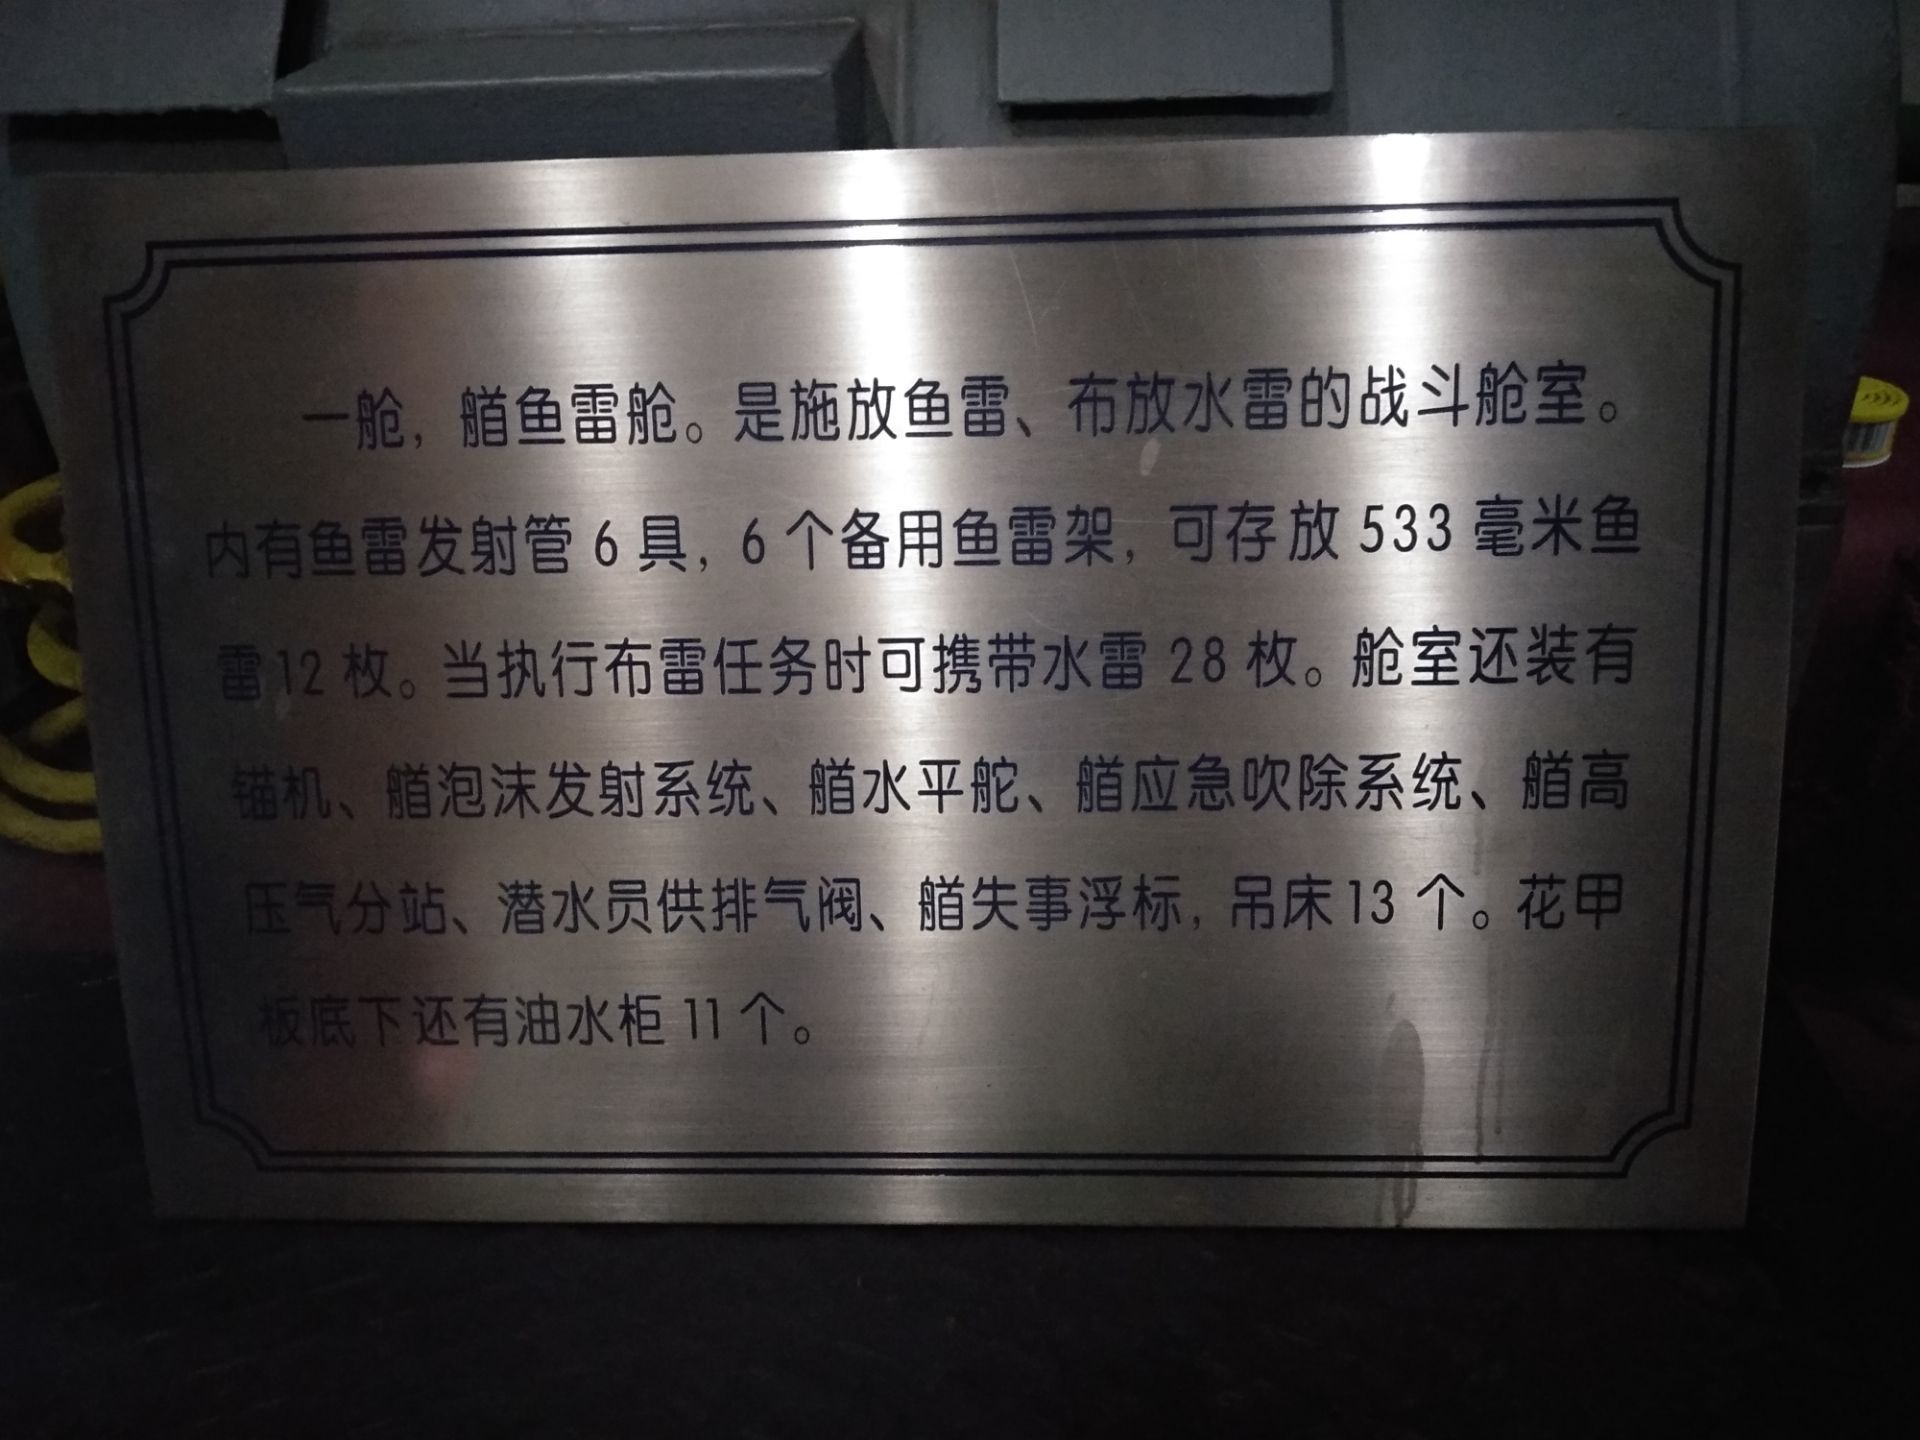 一舱，艏鱼雷舱。是施放鱼雷、布放水雷的战斗舱室。
内有鱼雷发射管 6 具，6 个备用鱼雷架，可存放 533 毫米鱼
雷 12 枚。当执行布雷任务时可携带水雷 28 枚。舱室还装有
锚机、艏泡沫发射系统、艏水平舵、艏应急吹除系统、艏高
压气分站、潜水员供排气阀、艏失事浮标，吊床 13 个。花甲
板底下还有油水柜 11 个。